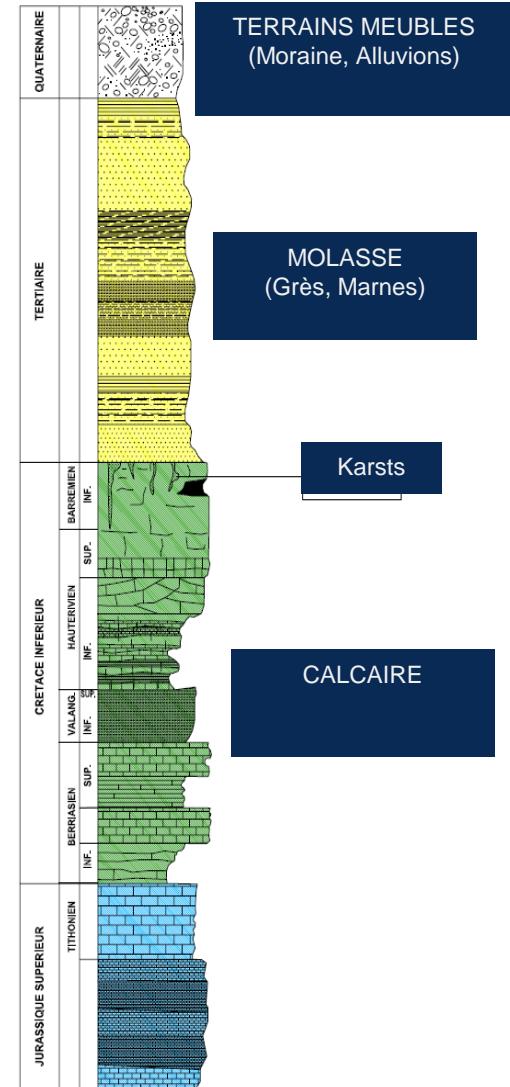 QUATERNAIRE
TERRAINS MEUBLES
(Moraine, Alluvions)
TERTIAIRE
MOLASSE
(Grès, Marnes)
CRETACE INFERIEUR
BARREMIEN
INF.
Karsts
SUP.
HAUTERIVIEN
INF.
CALCAIRE
VALANG.
SUP.
INF.
BERRIASIEN
SUP.
INF.
JURASSIQUE SUPERIEUR
TITHONIEN